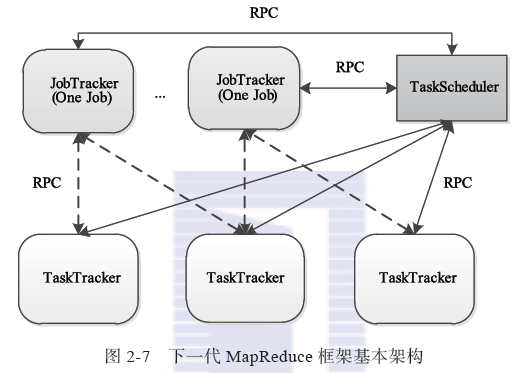 RPC
JobTracker
(One Job)
...
JobTracker
(One Job)
RPC
TaskScheduler
RPC
RPC
TaskTracker
TaskTracker
TaskTracker
图 2-7 下一代 MapReduce 框架基本架构